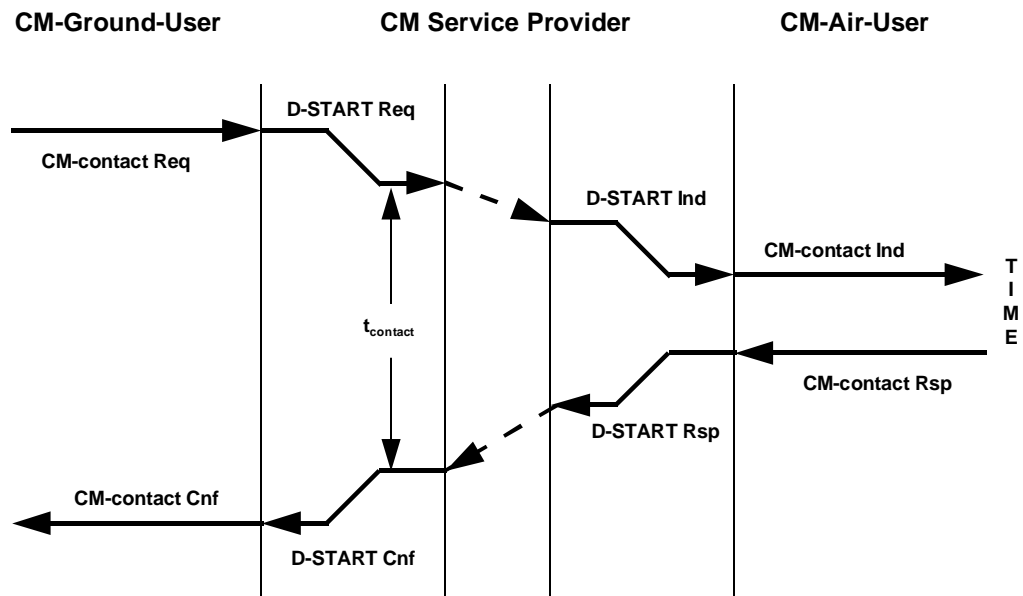 CM-Ground-User
CM Service Provider
CM-Air-User
D-START Req
CM-contact Req
D-START Ind
CM-contact Ind
T
I
M
E
tcontact
CM-contact Rsp
D-START Rsp
CM-contact Cnf
D-START Cnf